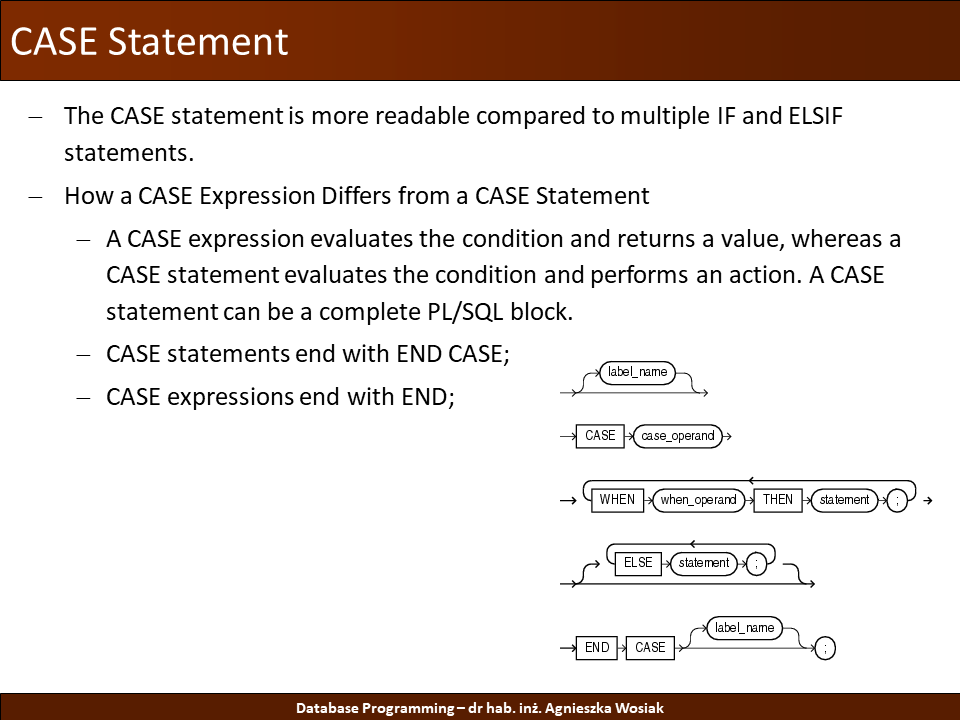 CASE Statement
– The CASE statement is more readable compared to multiple IF and ELSIF
statements.
– How a CASE Expression Differs from a CASE Statement
– A CASE expression evaluates the condition and returns a value, whereas a
CASE statement evaluates the condition and performs an action. A CASE
statement can be a complete PL/SQL block.
– CASE statements end with END CASE;
– CASE expressions end with END;
label_name
CASE case_operand
WHEN when_operand THEN statement ;
ELSE statement ;
label_name
END CASE ;
Database Programming – dr hab. inż. Agnieszka Wosiak